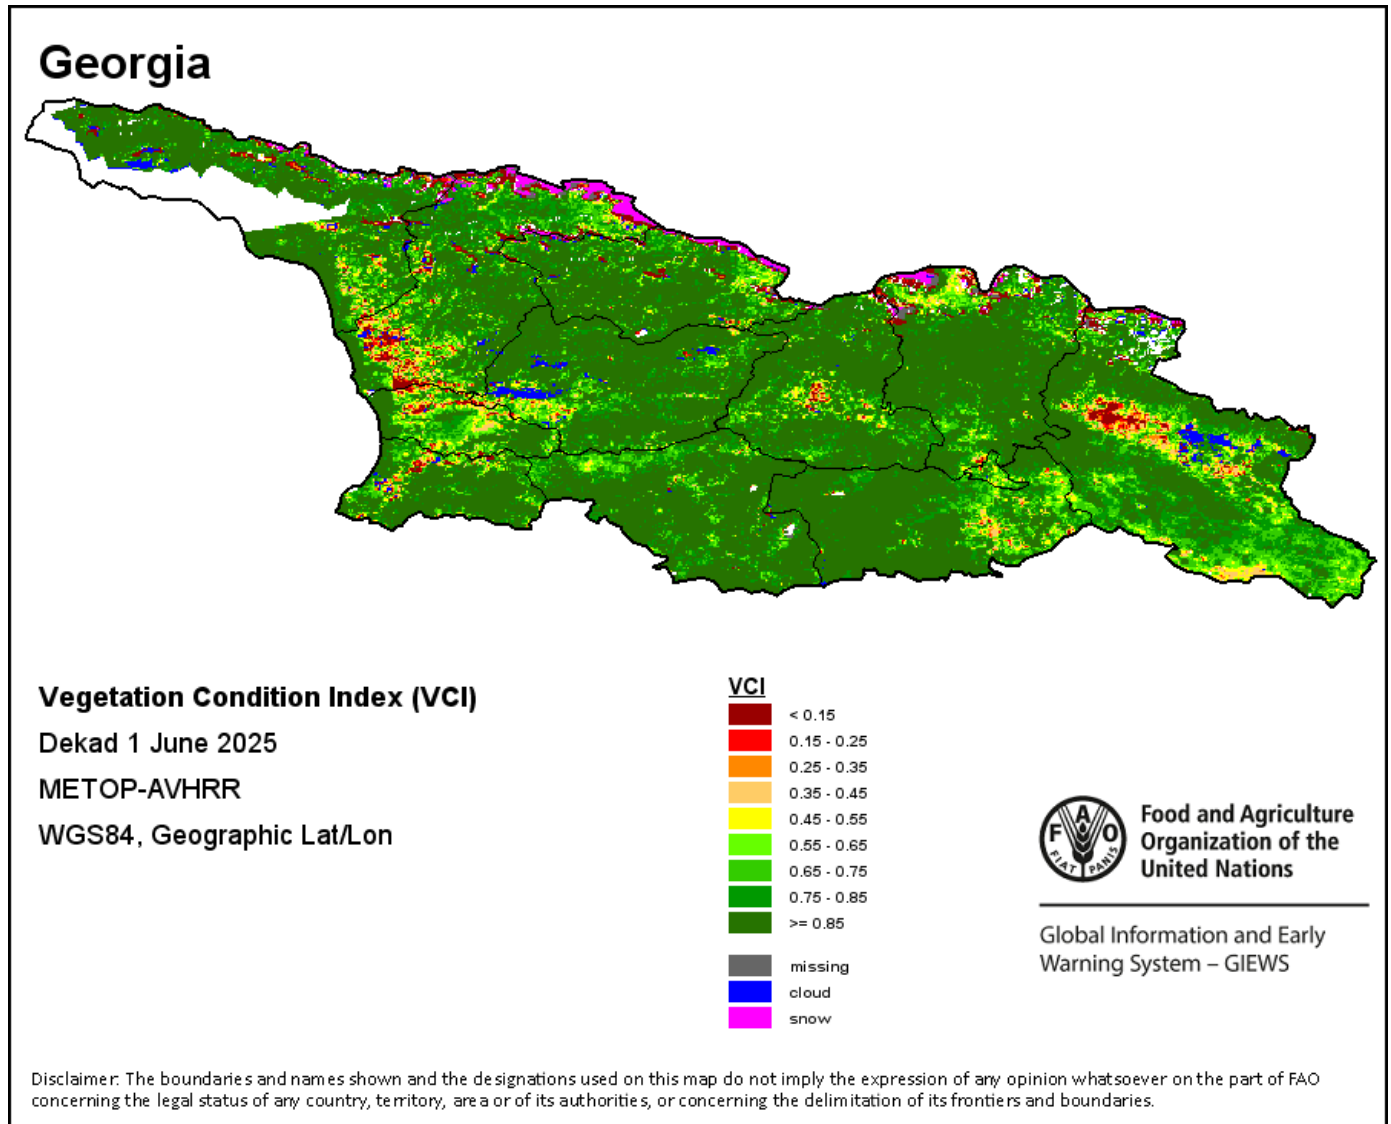 Georgia
Vegetation Condition Index (VCI)
Dekad 1 June 2025
METOP-AVHRR
WGS84, Geographic Lat/Lon
VCI
< 0.15
0.15 - 0.25
0.25 - 0.35
0.35 - 0.45
0.45 - 0.55
0.55 - 0.65
0.65 - 0.75
0.75 - 0.85
>= 0.85
missing
cloud
snow
F A O
FIAT PANIS
Food and Agriculture
Organization of the
United Nations
Global Information and Early
Warning System – GIEWS
Disclaimer: The boundaries and names shown and the designations used on this map do not imply the expression of any opinion whatsoever on the part of FAO
concerning the legal status of any country, territory, area or of its authorities, or concerning the delimitation of its frontiers and boundaries.